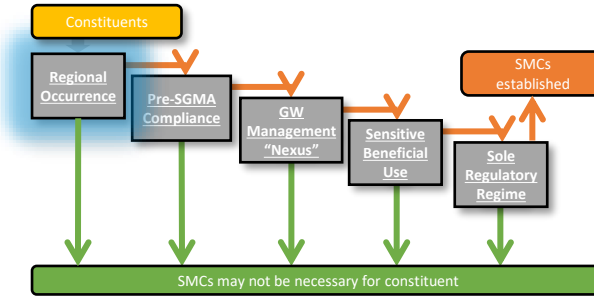 Constituents
Regional
Occurrence
Pre-SGMA
Compliance
GW
Management
“Nexus”
Sensitive
Beneficial
Use
Sole
Regulatory
Regime
SMCs
established
SMCs may not be necessary for constituent